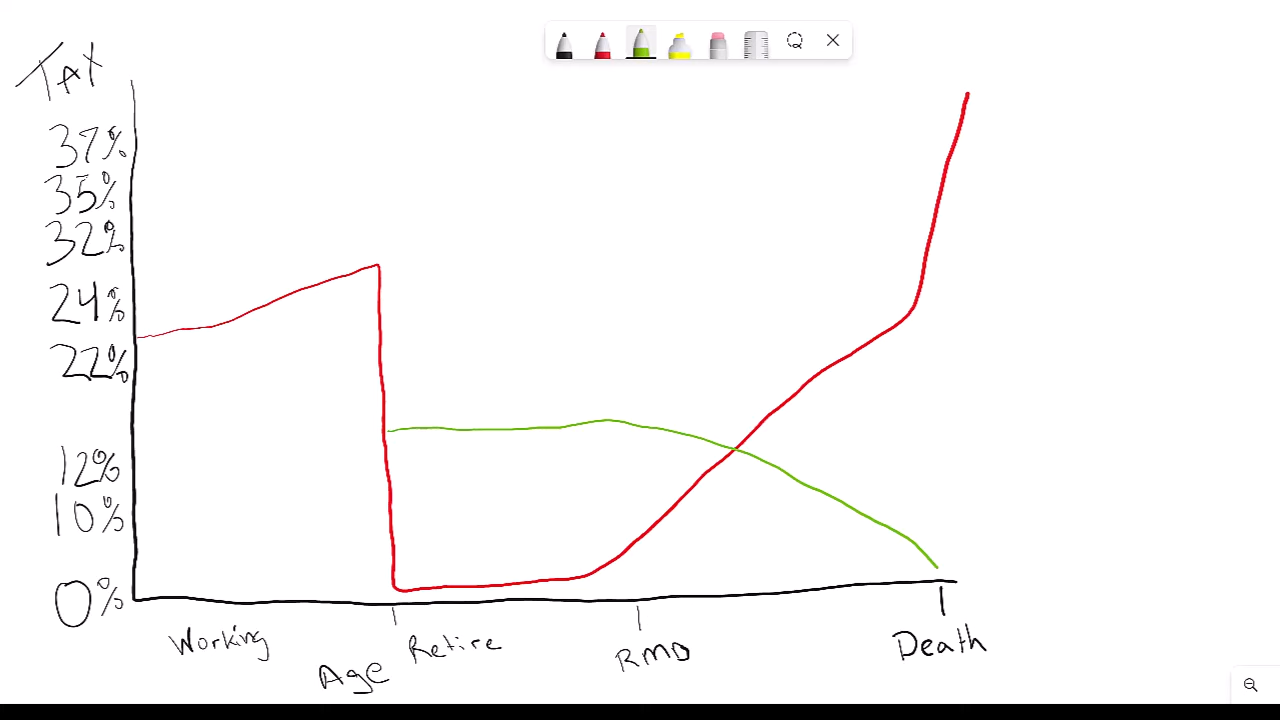 TAX
37%
35%
32%
24%
22%
12%
10%
0%
Working
Retire
Age
RMD
Death